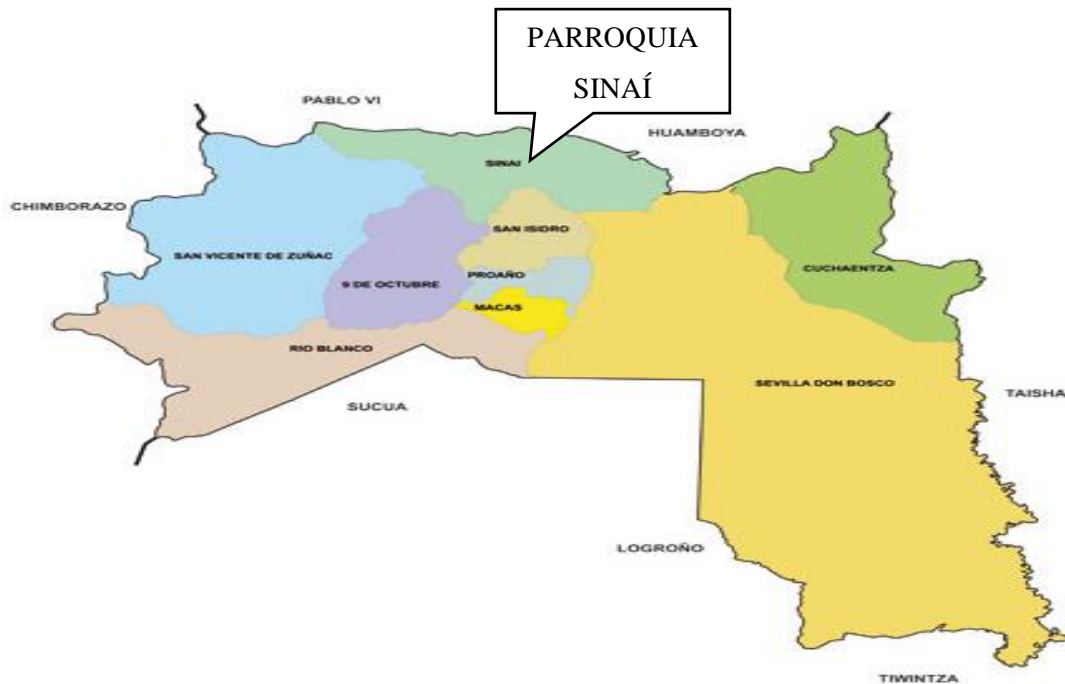 PARROQUIA
SINAÍ
PABLO VI
HUAMBOYA
SINAI
CHIMBORAZO
SAN ISIDRO
SAN VICENTE DE ZUÑAC
CUCHAENTZA
PROAÑO
9 DE OCTUBRE
MACAS
RIO BLANCO
SEVILLA DON BOSCO
TAISHA
SUCUA
LOGROÑO
TIWINTZA